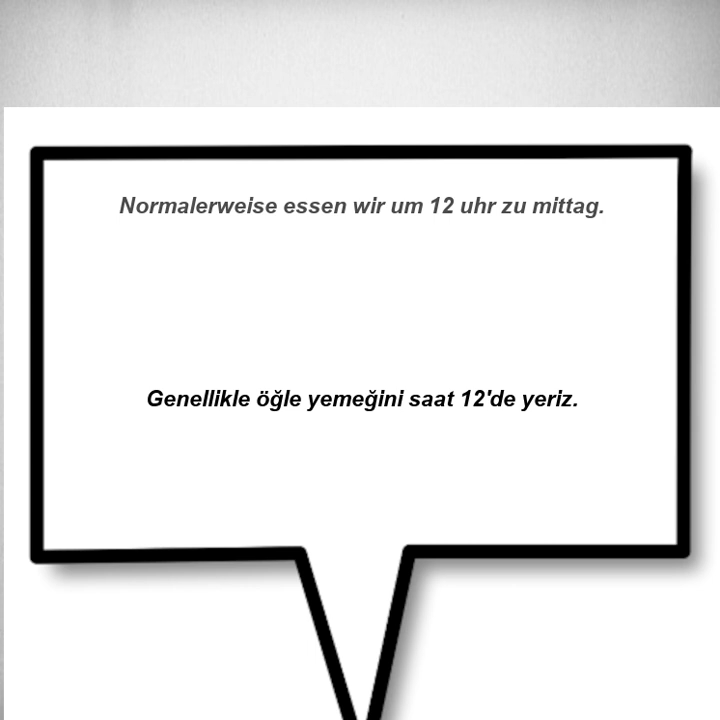 Normalerweise essen wir um 12 uhr zu mittag.
Genellikle öğle yemeğini saat 12'de yeriz.